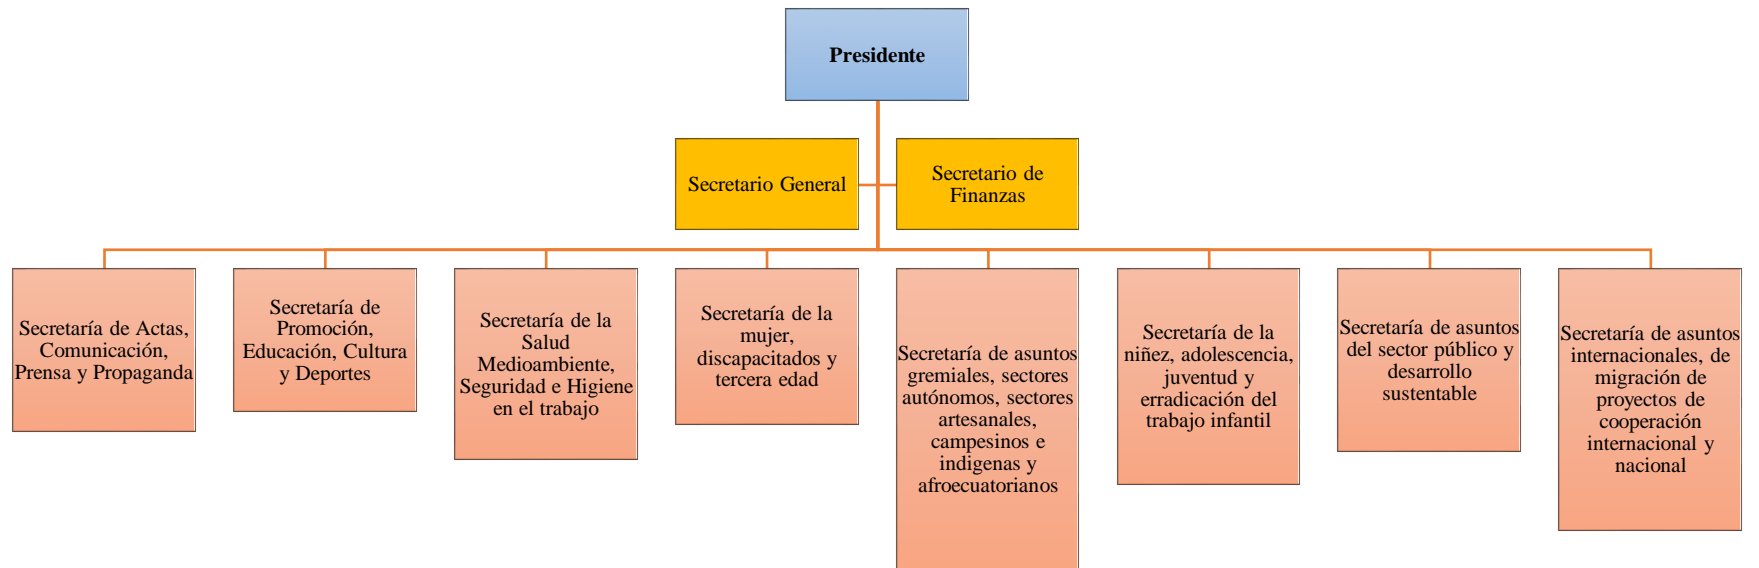 Presidente
Secretario General
Secretario de
Finanzas
Secretaría de Actas,
Comunicación,
Prensa y Propaganda
Secretaría de
Promoción,
Educación, Cultura
y Deportes
Secretaría de la
Salud
Medioambiente,
Seguridad e Higiene
en el trabajo
Secretaría de la
mujer,
discapacitados y
tercera edad
Secretaría de asuntos
gremiales, sectores
autónomos, sectores
artesanales,
campesinos e
indigenas y
afroecuatorianos
Secretaría de la
niñez, adolescencia,
juventud y
erradicación del
trabajo infantil
Secretaría de asuntos
del sector público y
desarrollo
sustentable
Secretaría de asuntos
internacionales, de
migración de
proyectos de
cooperación
internacional y
nacional